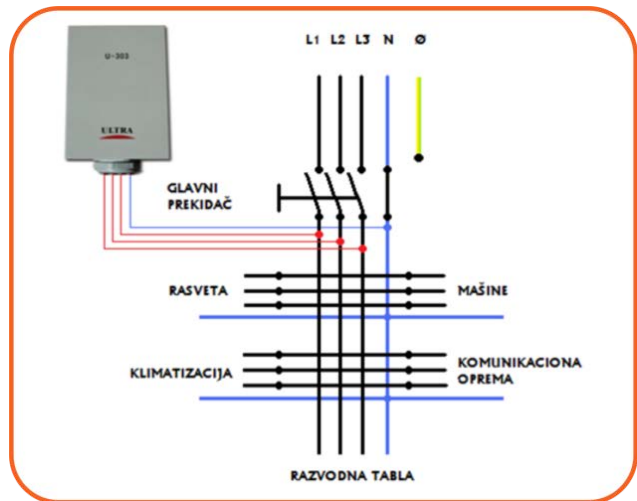 L1 L2 L3 N Ø
U-303
ULTRA
GLAVNI
PREKIDAČ
RASVETA
MAŠINE
KLIMATIZACIJA
KOMUNIKACIONA
OPREMA
RAZVODNA TABLA